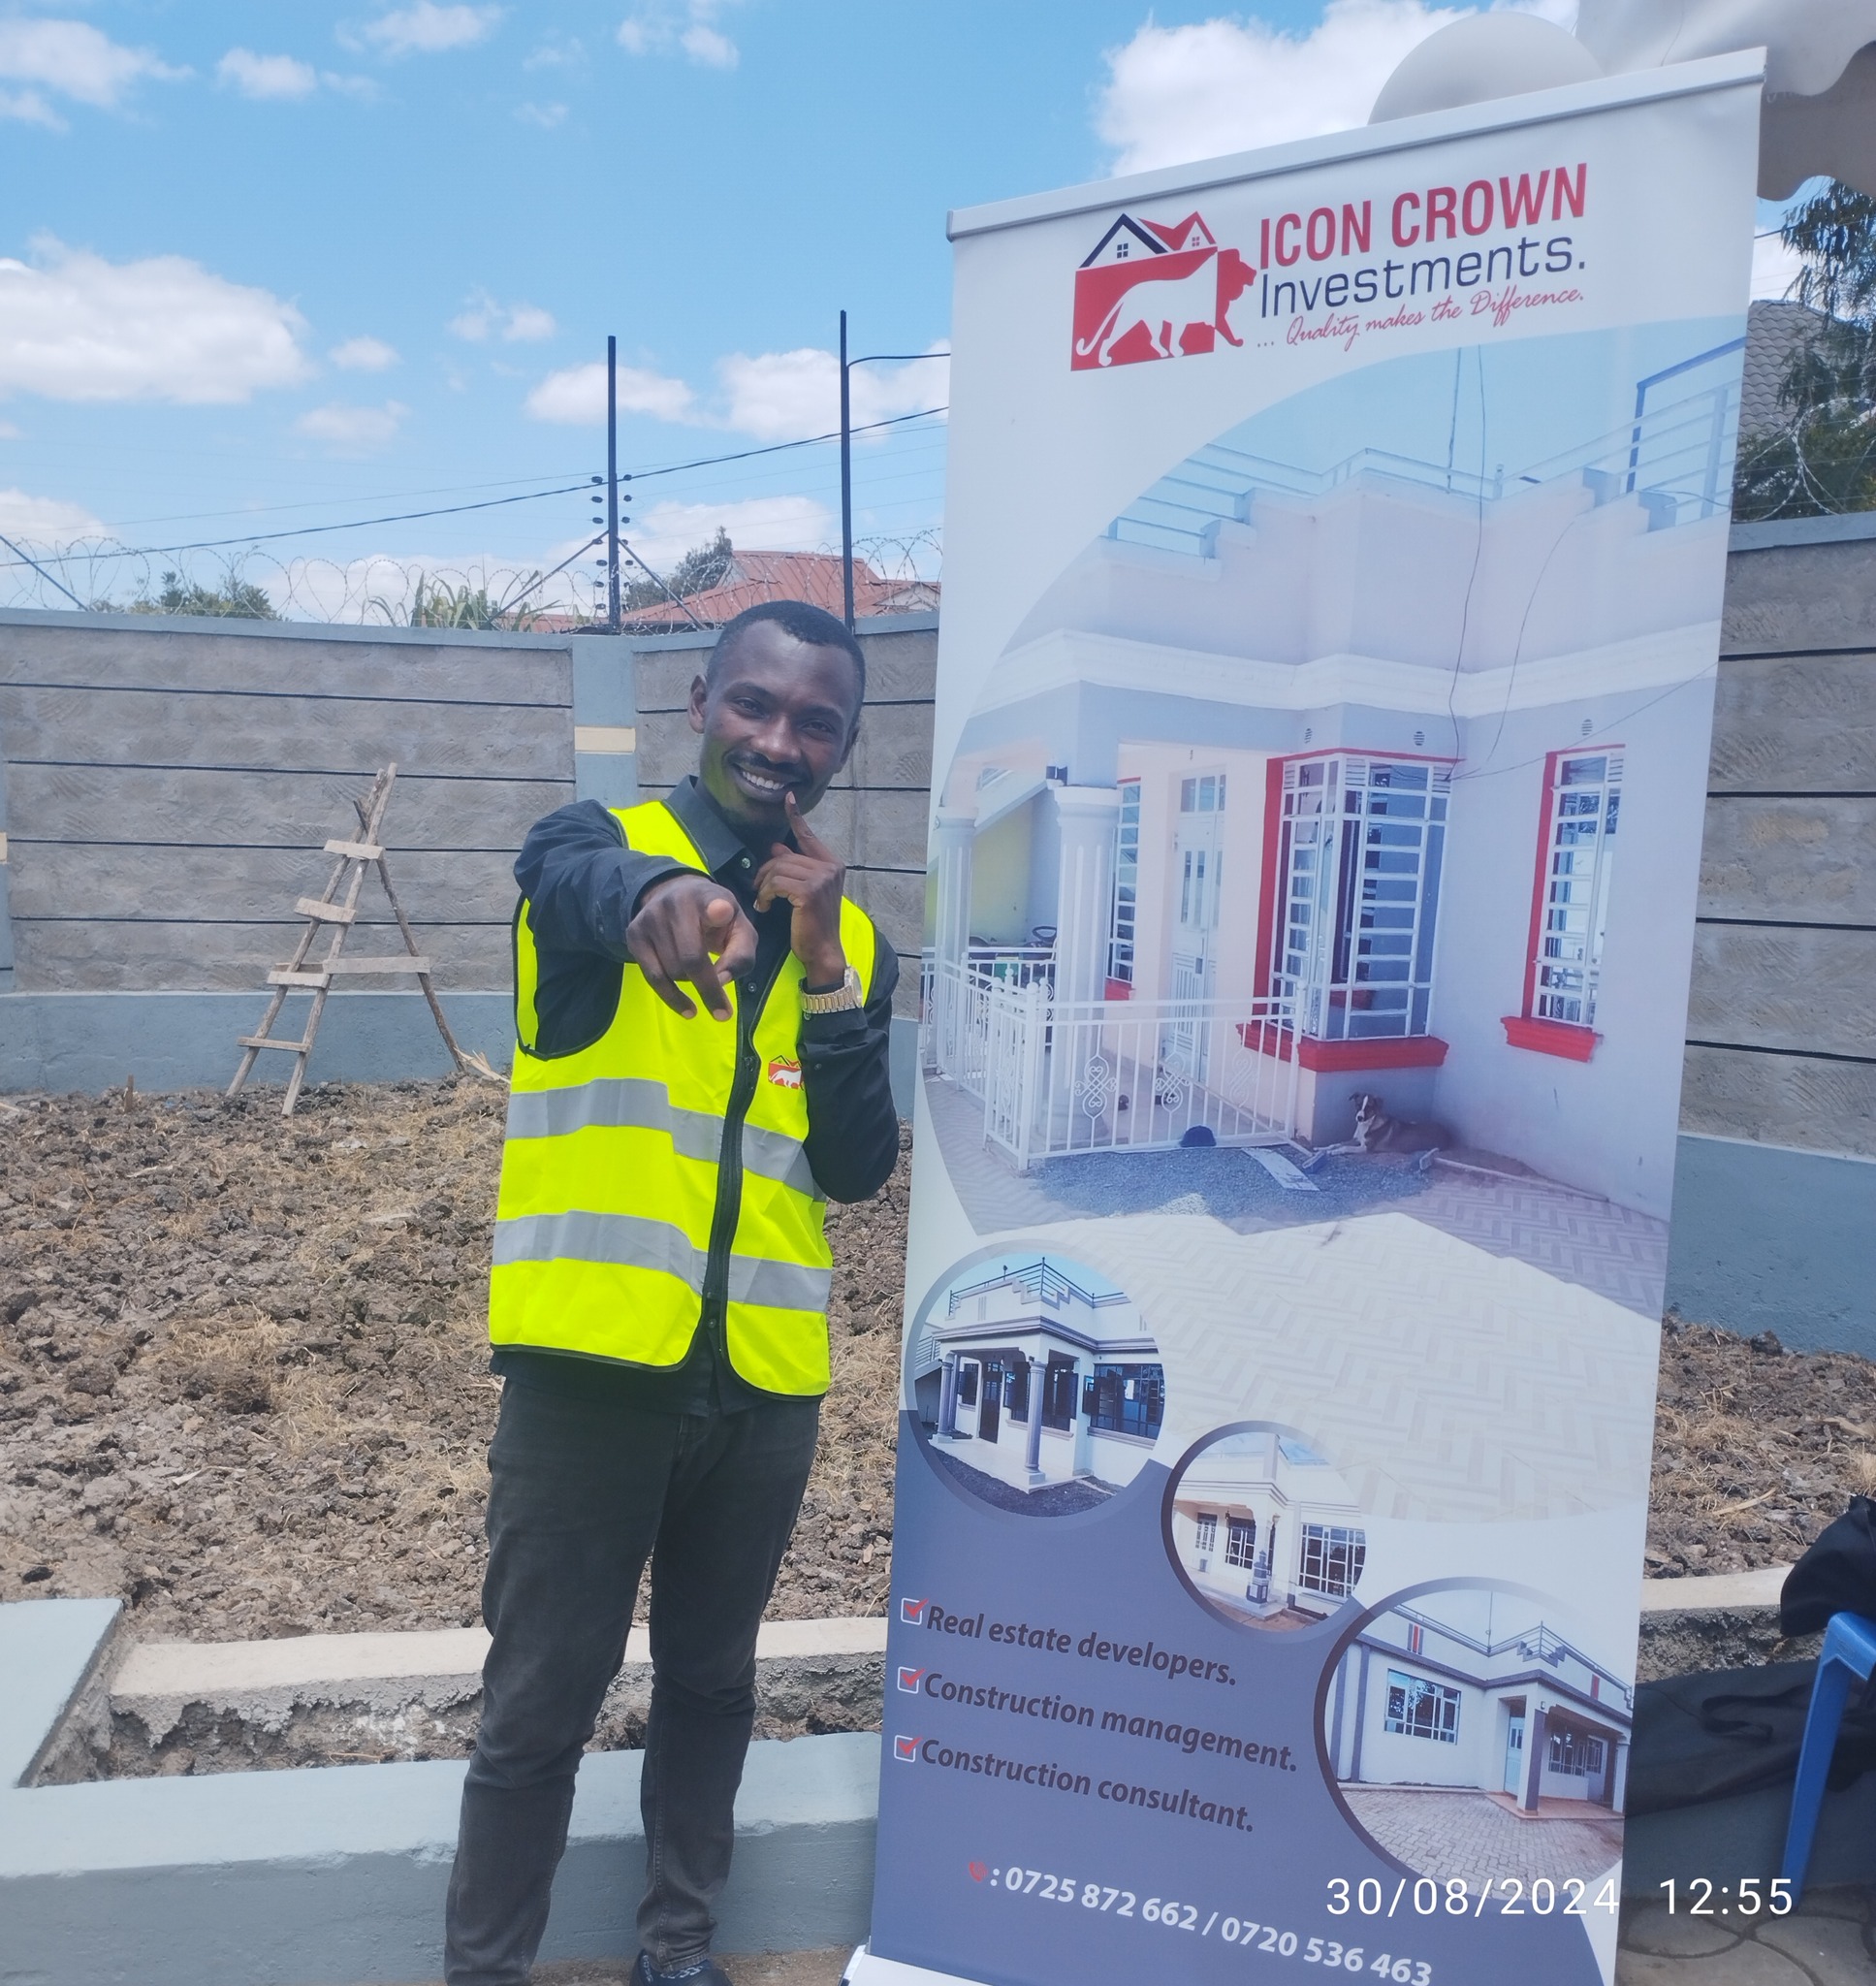 ICON CROWN
Investments.
... Quality makes the Difference.
Real estate developers.
Construction management.
Construction consultant.
: 0725 872 662 / 0720 536 463
30/08/2024 12:55